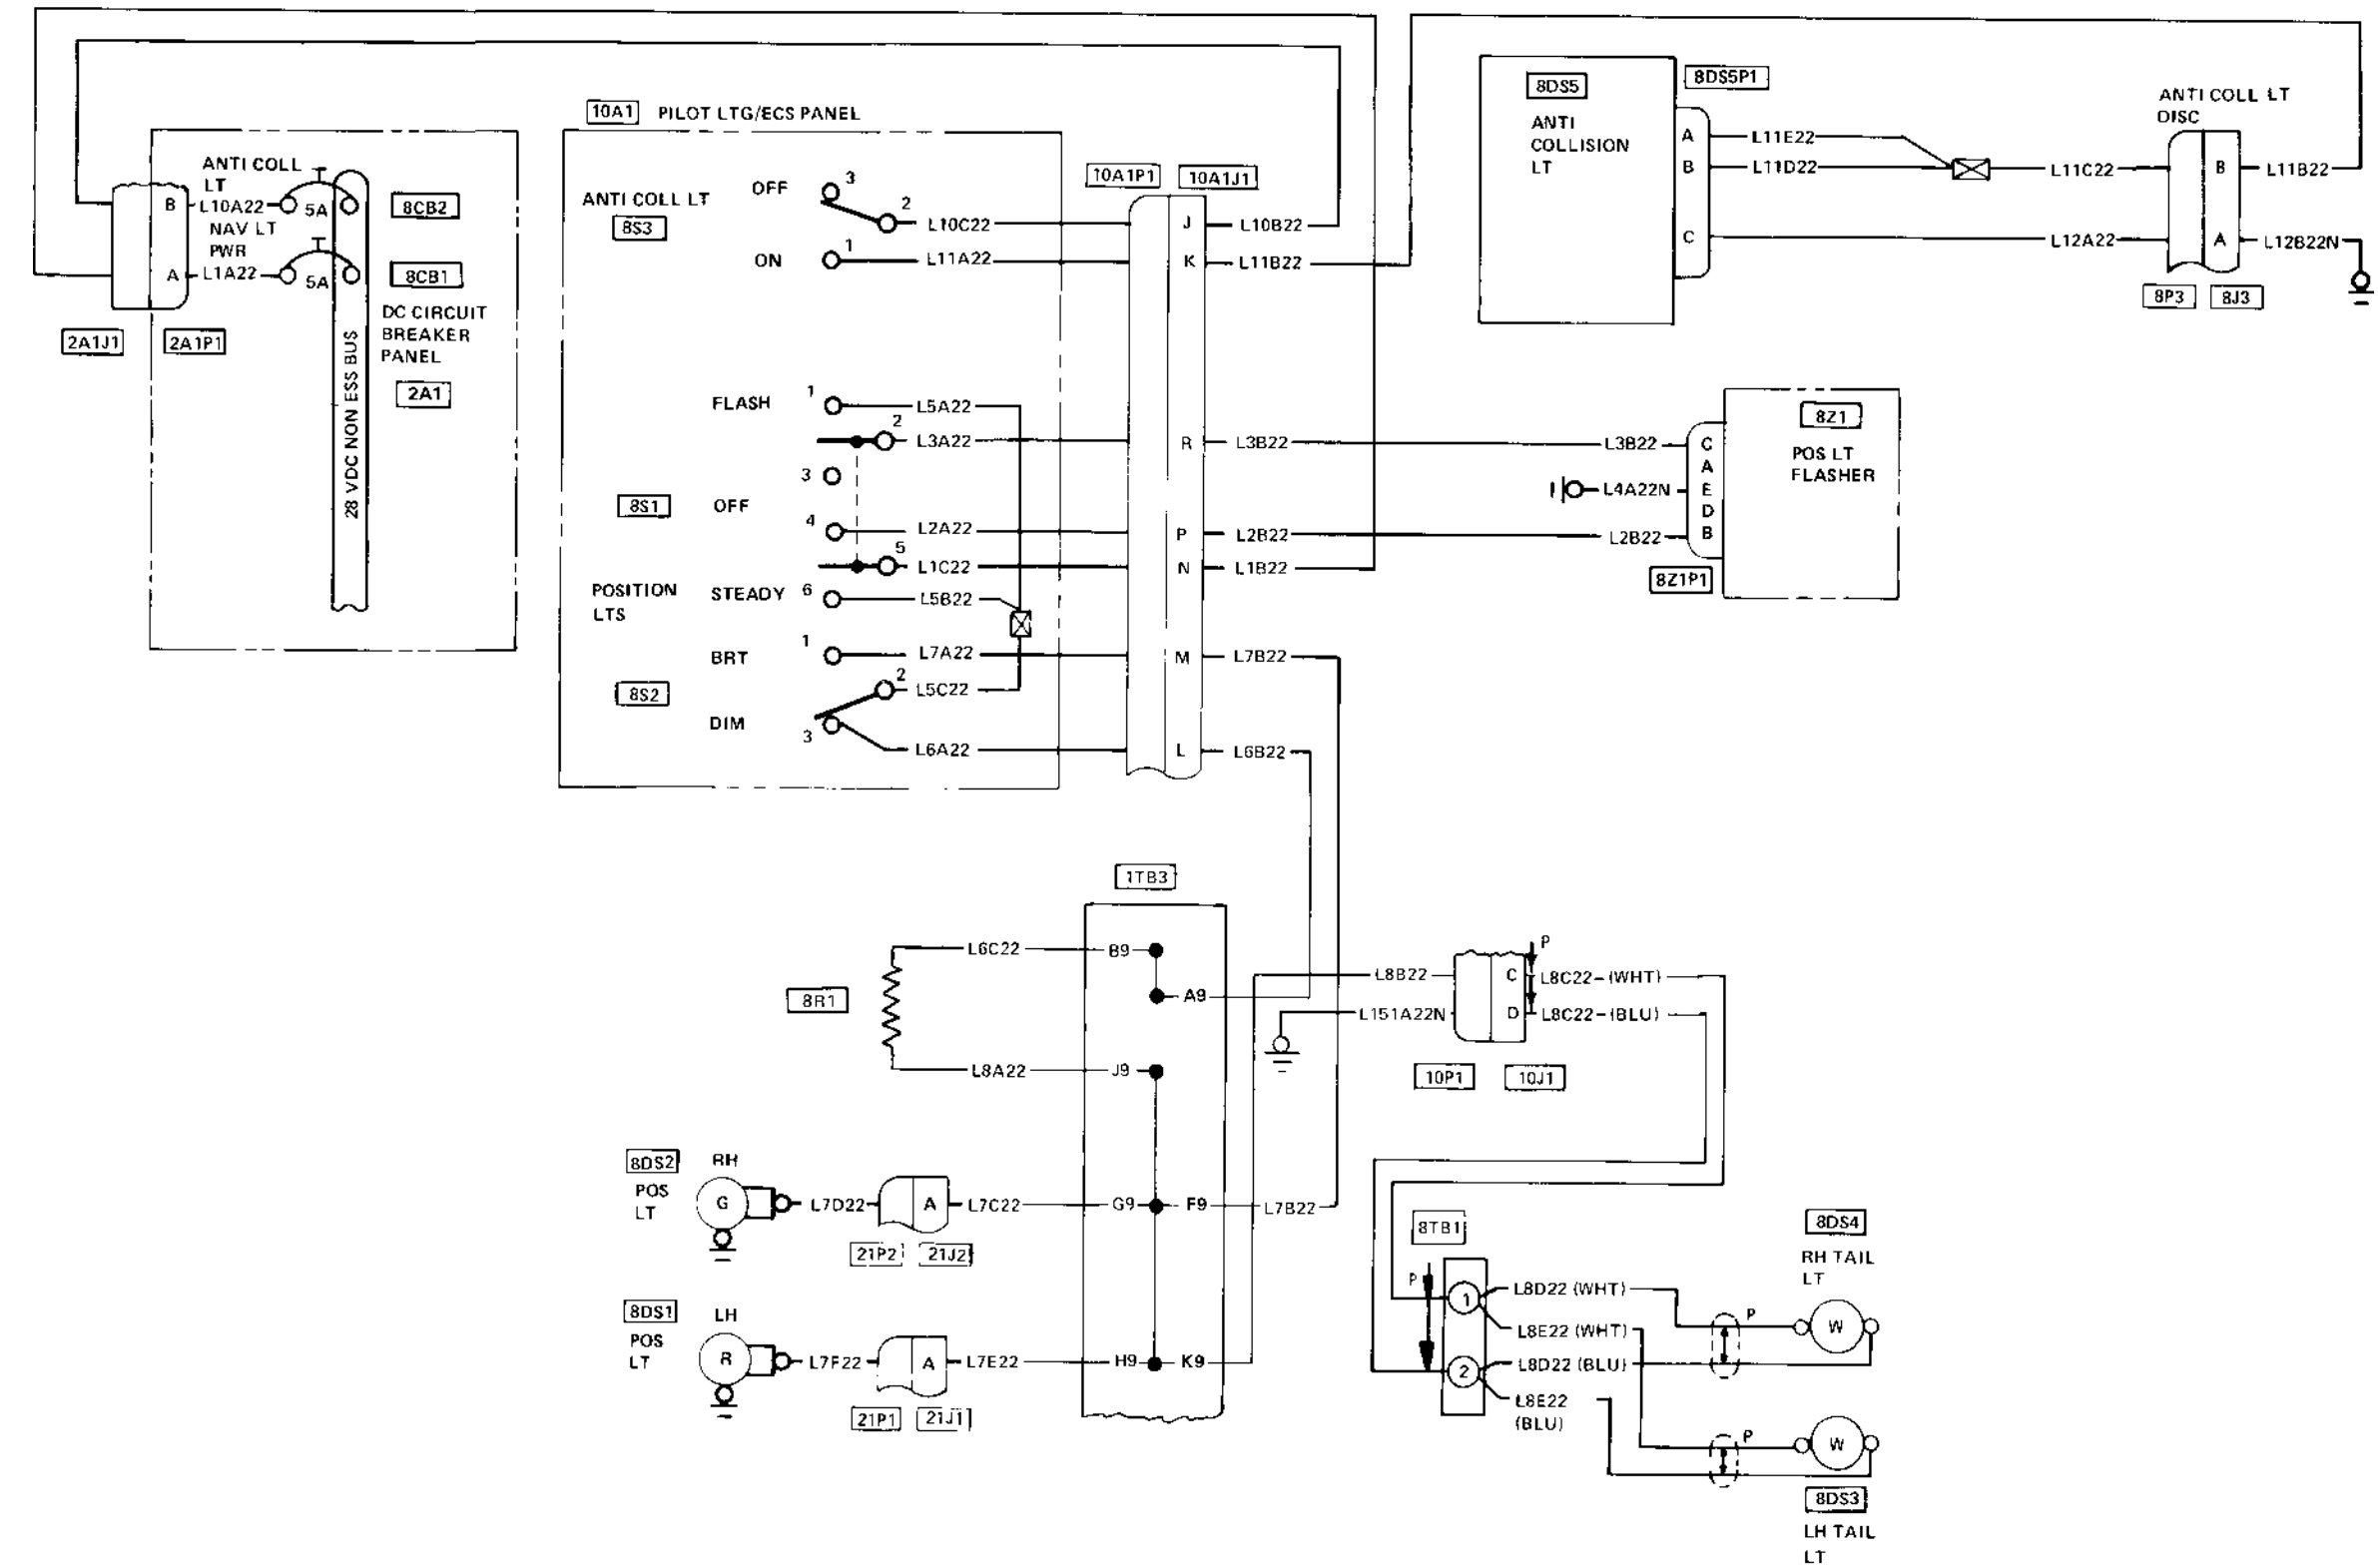 10A1 PILOT LTG/ECS PANEL
ANTI COLL
LT
B
L10A22
5A
8CB2
NAV LT
PWR
A
L1A22
5A
8CB1
DC CIRCUIT
BREAKER
PANEL
2A1
2A1J1
2A1P1
28 VDC NON ESS BUS
ANTI COLL LT
8S3
OFF
3
2
L10C22
ON
1
L11A22
10A1P1
10A1J1
J
L10B22
K
L11B22
FLASH
1
L5A22
2
L3A22
R
L3B22
3
8S1
OFF
4
L2A22
P
L2B22
5
L1C22
N
L1B22
POSITION
LTS
STEADY
6
L5B22
BRT
1
L7A22
M
L7B22
8S2
2
L5C22
DIM
3
L6A22
L
L6B22
8DS5
ANTI
COLLISION
LT
8DS5P1
A
L11E22
B
L11D22
C
L11C22
L12A22
ANTI COLL LT
DISC
B
L11B22
A
L12B22N
8P3
8J3
L3B22
L4A22N
L2B22
C
A
E
D
B
8Z1
POS LT
FLASHER
8Z1P1
1TB3
L6C22
B9
8R1
A9
L8A22
J9
8DS2
RH
POS
LT
G
L7D22
A
L7C22
G9
F9
L7B22
21P2
21J2
8DS1
LH
POS
LT
R
L7F22
A
L7E22
H9
K9
21P1
21J1
L8B22
C
P
L8C22-(WHT)
L151A22N
D
L8C22-(BLU)
10P1
10J1
8TB1
P
1
L8D22 (WHT)
L8E22 (WHT)
2
L8D22 (BLU)
L8E22
(BLU)
P
W
8DS4
RH TAIL
LT
P
W
8DS3
LH TAIL
LT